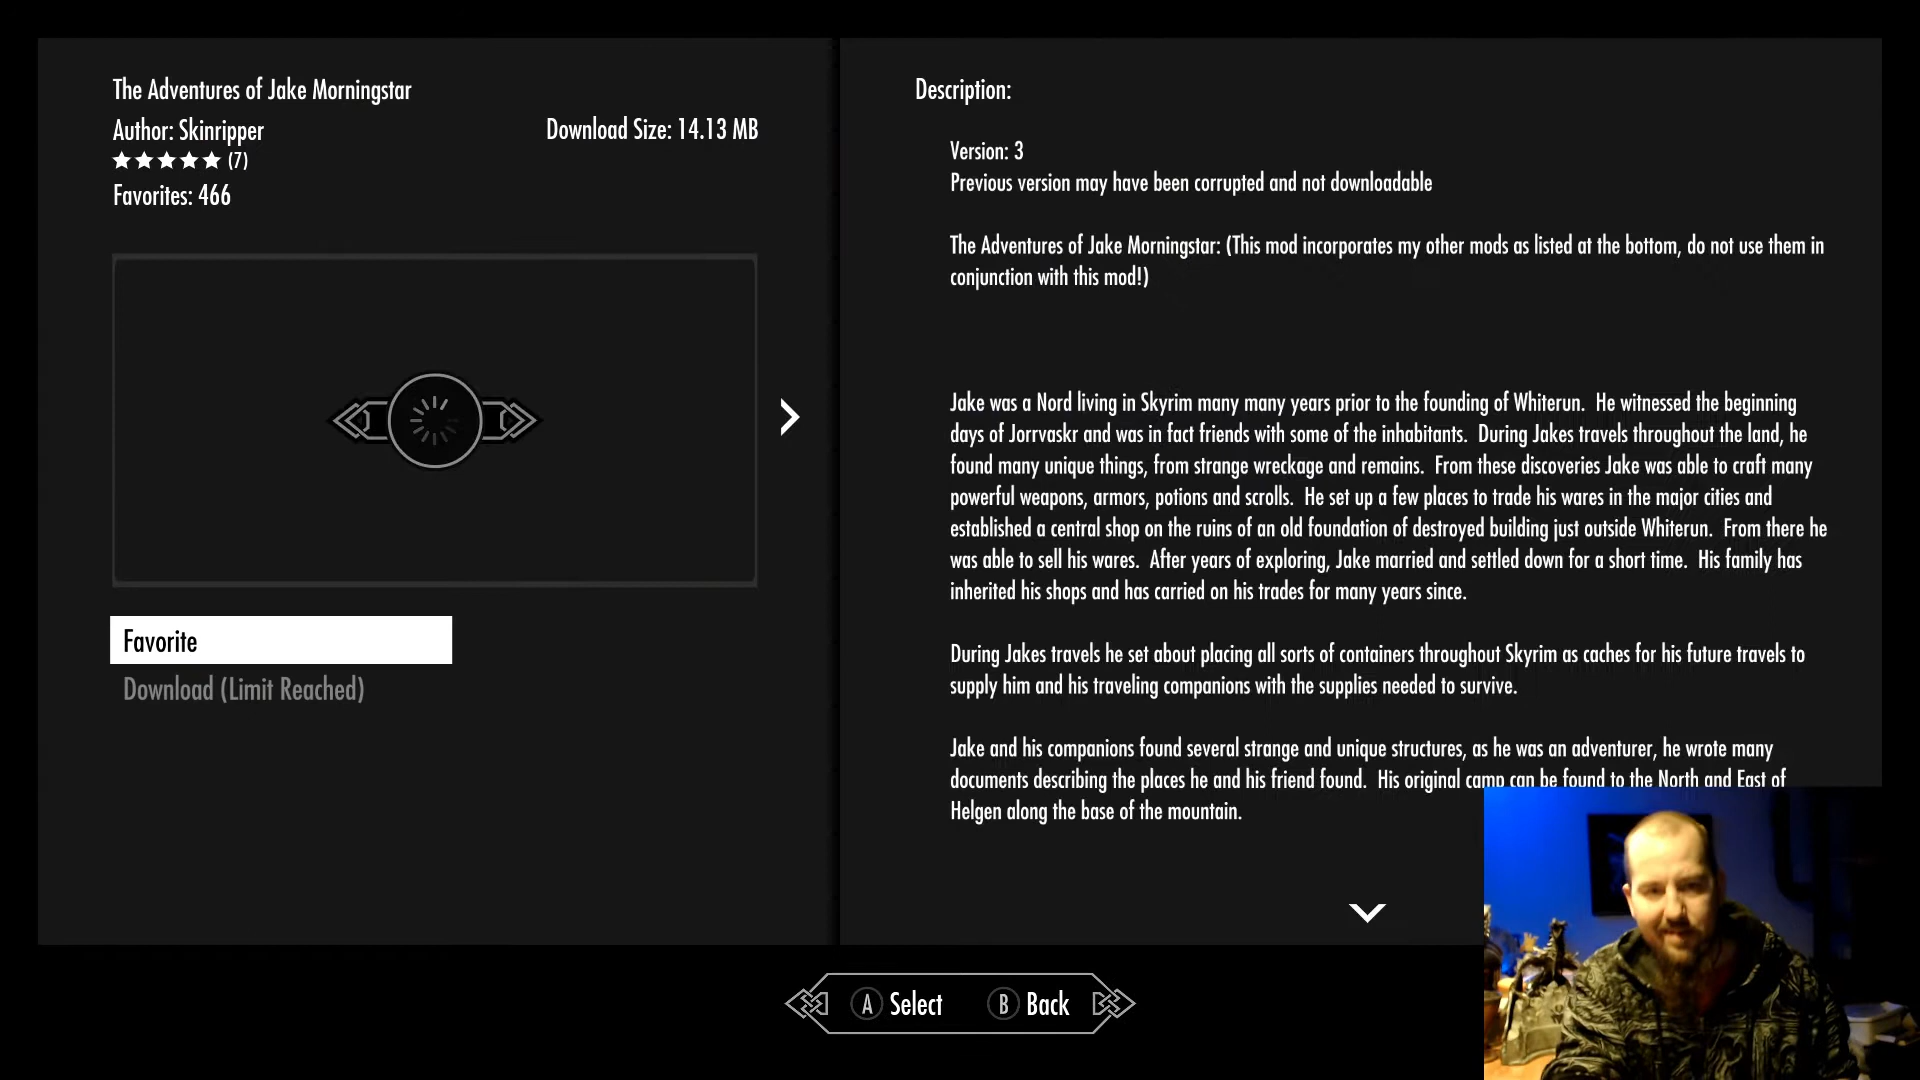 The Adventures of Jake Morningstar
Author: Skinripper
Download Size: 14.13 MB
(7)
Favorites: 466
Favorite
Download (Limit Reached)
Description:
Version: 3
Previous version may have been corrupted and not downloadable
The Adventures of Jake Morningstar: (This mod incorporates my other mods as listed at the bottom, do not use them in
conjunction with this mod!)
Jake was a Nord living in Skyrim many many years prior to the founding of Whiterun.  He witnessed the beginning
days of Jorrvaskr and was in fact friends with some of the inhabitants.  During Jakes travels throughout the land, he
found many unique things, from strange wreckage and remains.  From these discoveries Jake was able to craft many
powerful weapons, armors, potions and scrolls.  He set up a few places to trade his wares in the major cities and
established a central shop on the ruins of an old foundation of destroyed building just outside Whiterun.  From there he
was able to sell his wares.  After years of exploring, Jake married and settled down for a short time.  His family has
inherited his shops and has carried on his trades for many years since.
During Jakes travels he set about placing all sorts of containers throughout Skyrim as caches for his future travels to
supply him and his traveling companions with the supplies needed to survive.
Jake and his companions found several strange and unique structures, as he was an adventurer, he wrote many
documents describing the places he and his friend found.  His original camp can be found to the North and East of
Helgen along the base of the mountain.
A Select
B Back